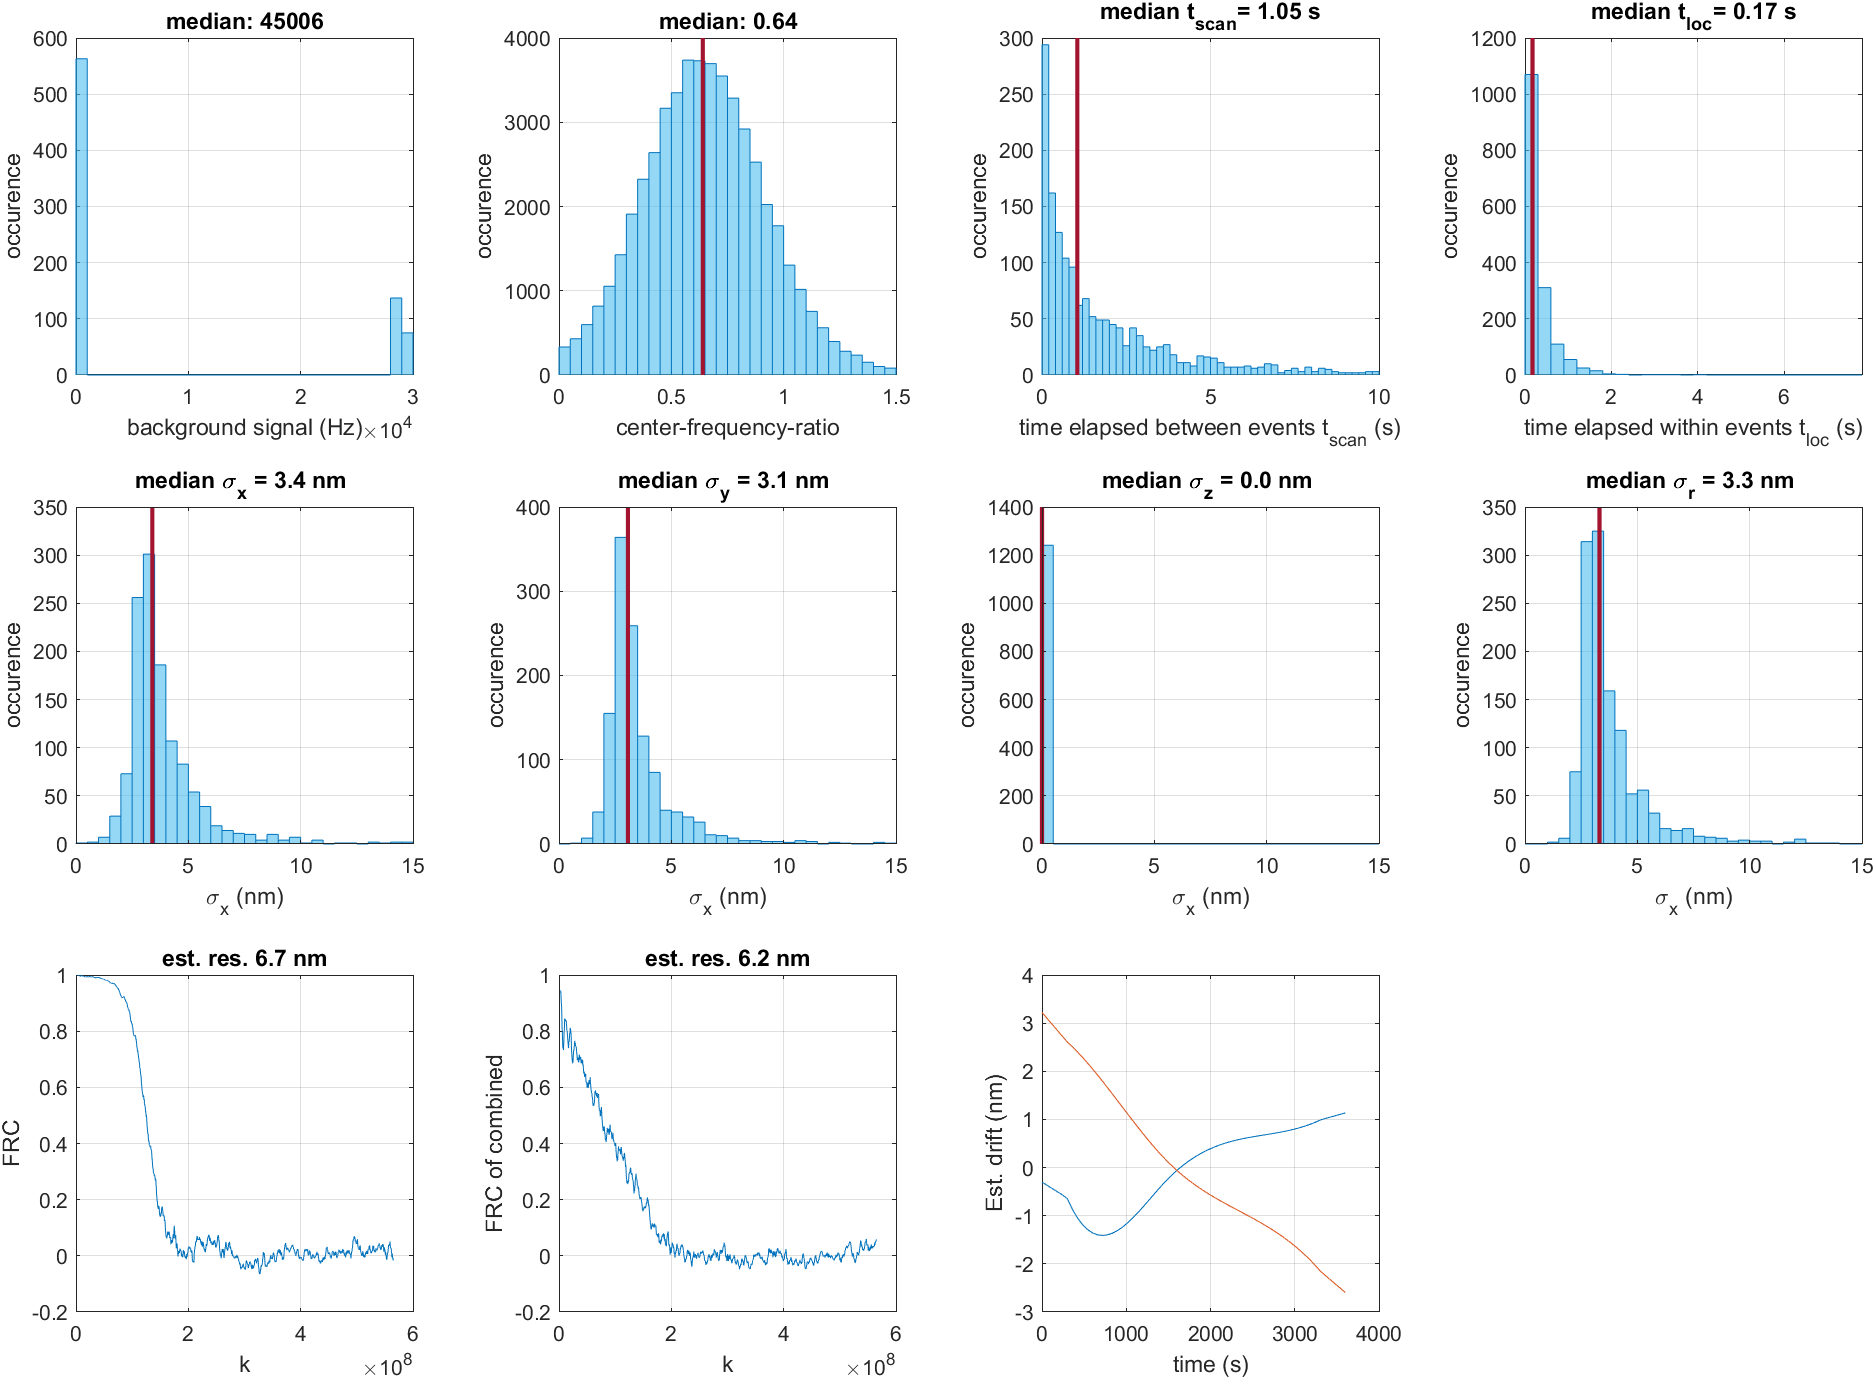 median: 45006
600
500
400
300
200
100
0
occurence
0 1 2 3
background signal (Hz) ×10^4
median: 0.64
4000
3000
2000
1000
0
occurence
0 0.5 1 1.5
center-frequency-ratio
median t_scan = 1.05 s
300
250
200
150
100
50
0
occurence
0 5 10
time elapsed between events t_scan (s)
median t_loc = 0.17 s
1200
1000
800
600
400
200
0
occurence
0 2 4 6
time elapsed within events t_loc (s)
median σ_x = 3.4 nm
350
300
250
200
150
100
50
0
occurence
0 5 10 15
σ_x (nm)
median σ_y = 3.1 nm
400
300
200
100
0
occurence
0 5 10 15
σ_x (nm)
median σ_z = 0.0 nm
1400
1200
1000
800
600
400
200
0
occurence
0 5 10 15
σ_x (nm)
median σ_r = 3.3 nm
350
300
250
200
150
100
50
0
occurence
0 5 10 15
σ_x (nm)
est. res. 6.7 nm
1
0.8
0.6
0.4
0.2
0
-0.2
FRC
0 2 4 6
k ×10^8
est. res. 6.2 nm
1
0.8
0.6
0.4
0.2
0
-0.2
FRC of combined
0 2 4 6
k ×10^8
4
3
2
1
0
-1
-2
-3
Est. drift (nm)
0 1000 2000 3000 4000
time (s)